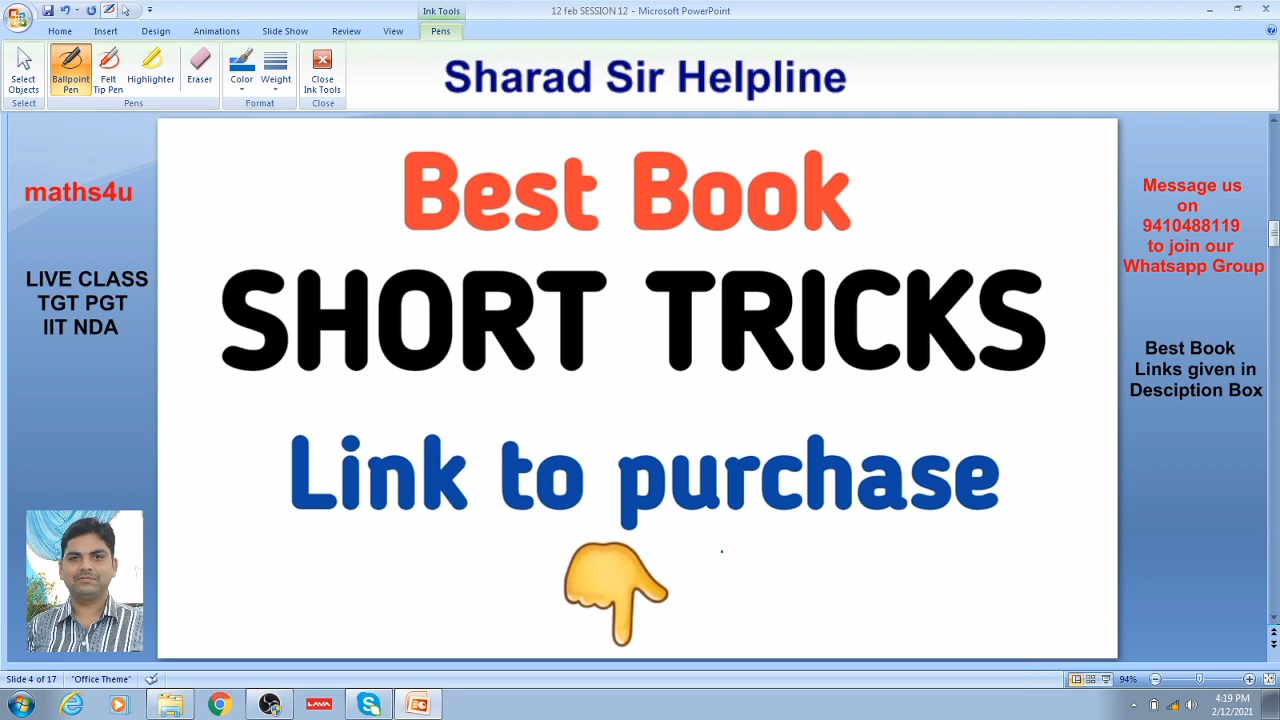 12 feb SESSION 12 - Microsoft PowerPoint
Ink Tools
Home Insert Design Animations Slide Show Review View Pens
Select Objects
Ballpoint Pen
Felt Tip Pen
Highlighter
Eraser
Color
Weight
Close Ink Tools
Select Pens Format Close
Sharad Sir Helpline
maths4u
LIVE CLASS
TGT PGT
IIT NDA
Best Book
SHORT TRICKS
Link to purchase
Message us
on
9410488119
to join our
Whatsapp Group
Best Book
Links given in
Desciption Box
Slide 4 of 17 "Office Theme" 94%
LAVA
4:19 PM
2/12/2021